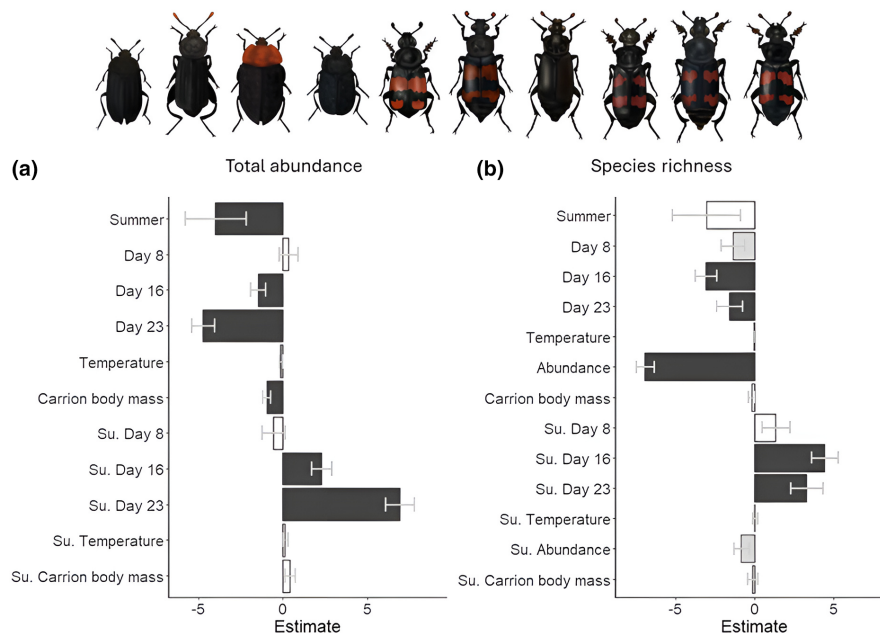 (a)
Total abundance
Summer
Day 8
Day 16
Day 23
Temperature
Carrion body mass
Su. Day 8
Su. Day 16
Su. Day 23
Su. Temperature
Su. Carrion body mass
-5 0 5
Estimate
(b)
Species richness
Summer
Day 8
Day 16
Day 23
Temperature
Abundance
Carrion body mass
Su. Day 8
Su. Day 16
Su. Day 23
Su. Temperature
Su. Abundance
Su. Carrion body mass
-5 0 5
Estimate